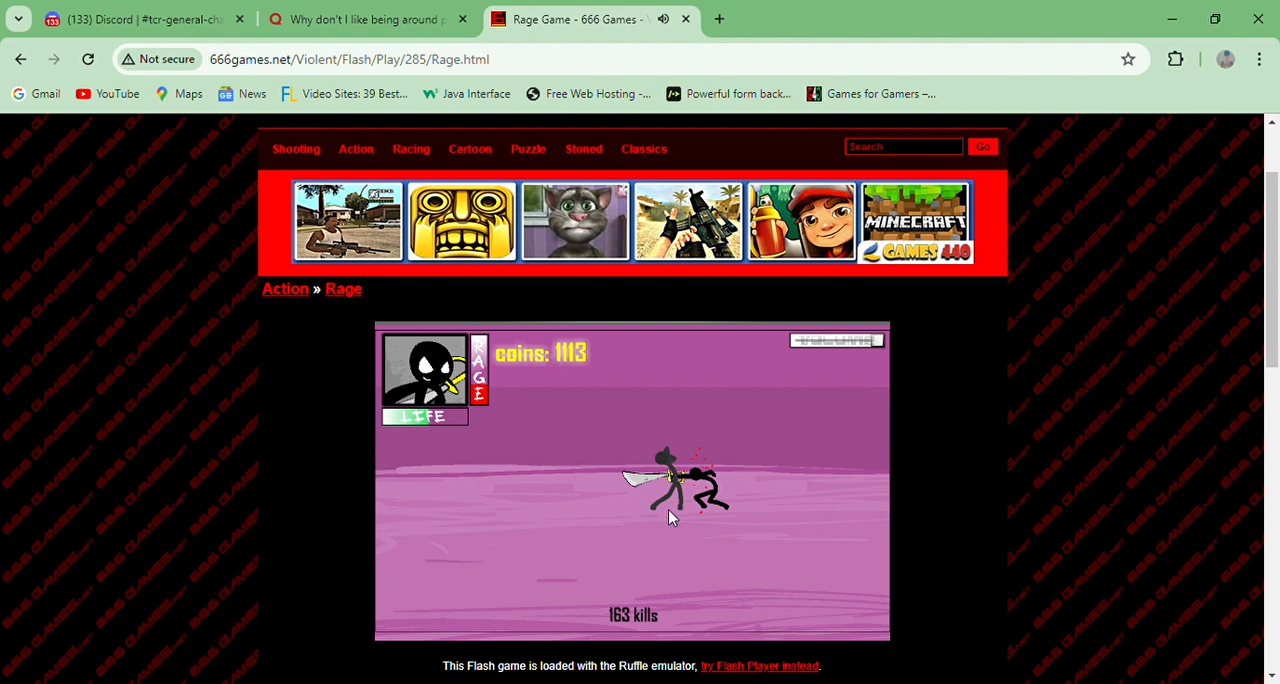 (133) Discord | #tcr-general-cha
Why don't I like being around p
Rage Game - 666 Games -
Not secure
666games.net/Violent/Flash/Play/285/Rage.html
Gmail
YouTube
Maps
News
Video Sites: 39 Best...
Java Interface
Free Web Hosting -...
Powerful form back...
Games for Gamers –...
Shooting
Action
Racing
Cartoon
Puzzle
Stoned
Classics
Search
Go
MINECRAFT
GAMES 440
Action » Rage
RAGE
coins: 1113
VOLUME
LIFE
163 kills
This Flash game is loaded with the Ruffle emulator, try Flash Player instead.